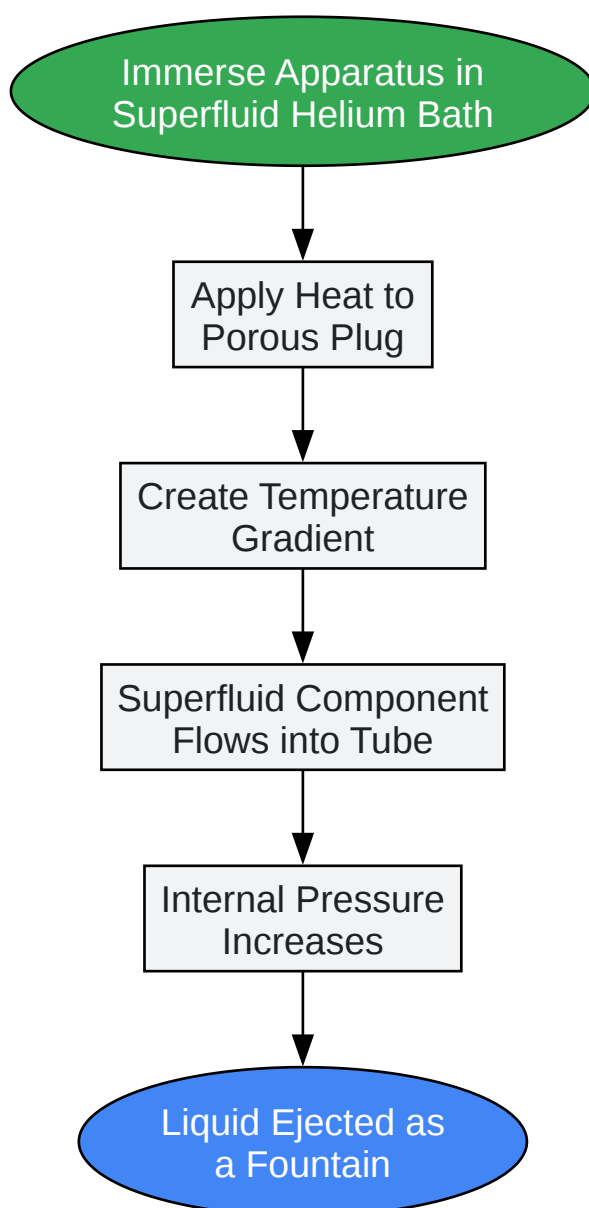 Immerse Apparatus in
Superfluid Helium Bath
Apply Heat to
Porous Plug
Create Temperature
Gradient
Superfluid Component
Flows into Tube
Internal Pressure
Increases
Liquid Ejected as
a Fountain